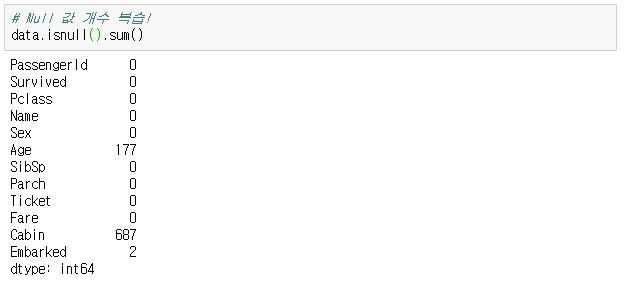 # Null 값 개수 복습!
data.isnull().sum()
PassengerId 0
Survived 0
Pclass 0
Name 0
Sex 0
Age 177
SibSp 0
Parch 0
Ticket 0
Fare 0
Cabin 687
Embarked 2
dtype: int64